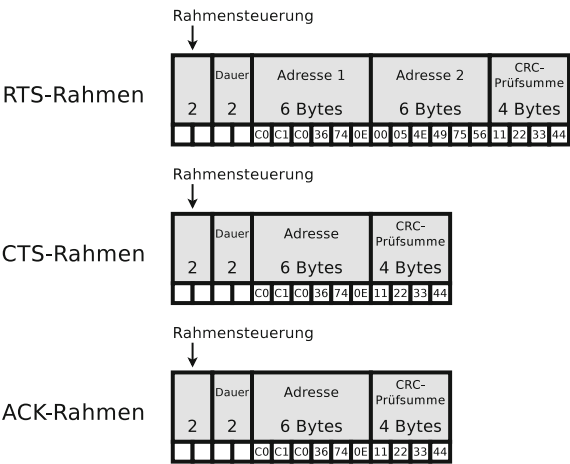 Rahmensteuerung
RTS-Rahmen
Dauer Adresse 1 Adresse 2 CRC-
Prüfsumme
2 2 6 Bytes 6 Bytes 4 Bytes
C0 C1 C0 36 74 0E 00 05 4E 49 75 56 11 22 33 44
Rahmensteuerung
CTS-Rahmen
Dauer Adresse CRC-
Prüfsumme
2 2 6 Bytes 4 Bytes
C0 C1 C0 36 74 0E 11 22 33 44
Rahmensteuerung
ACK-Rahmen
Dauer Adresse CRC-
Prüfsumme
2 2 6 Bytes 4 Bytes
C0 C1 C0 36 74 0E 11 22 33 44